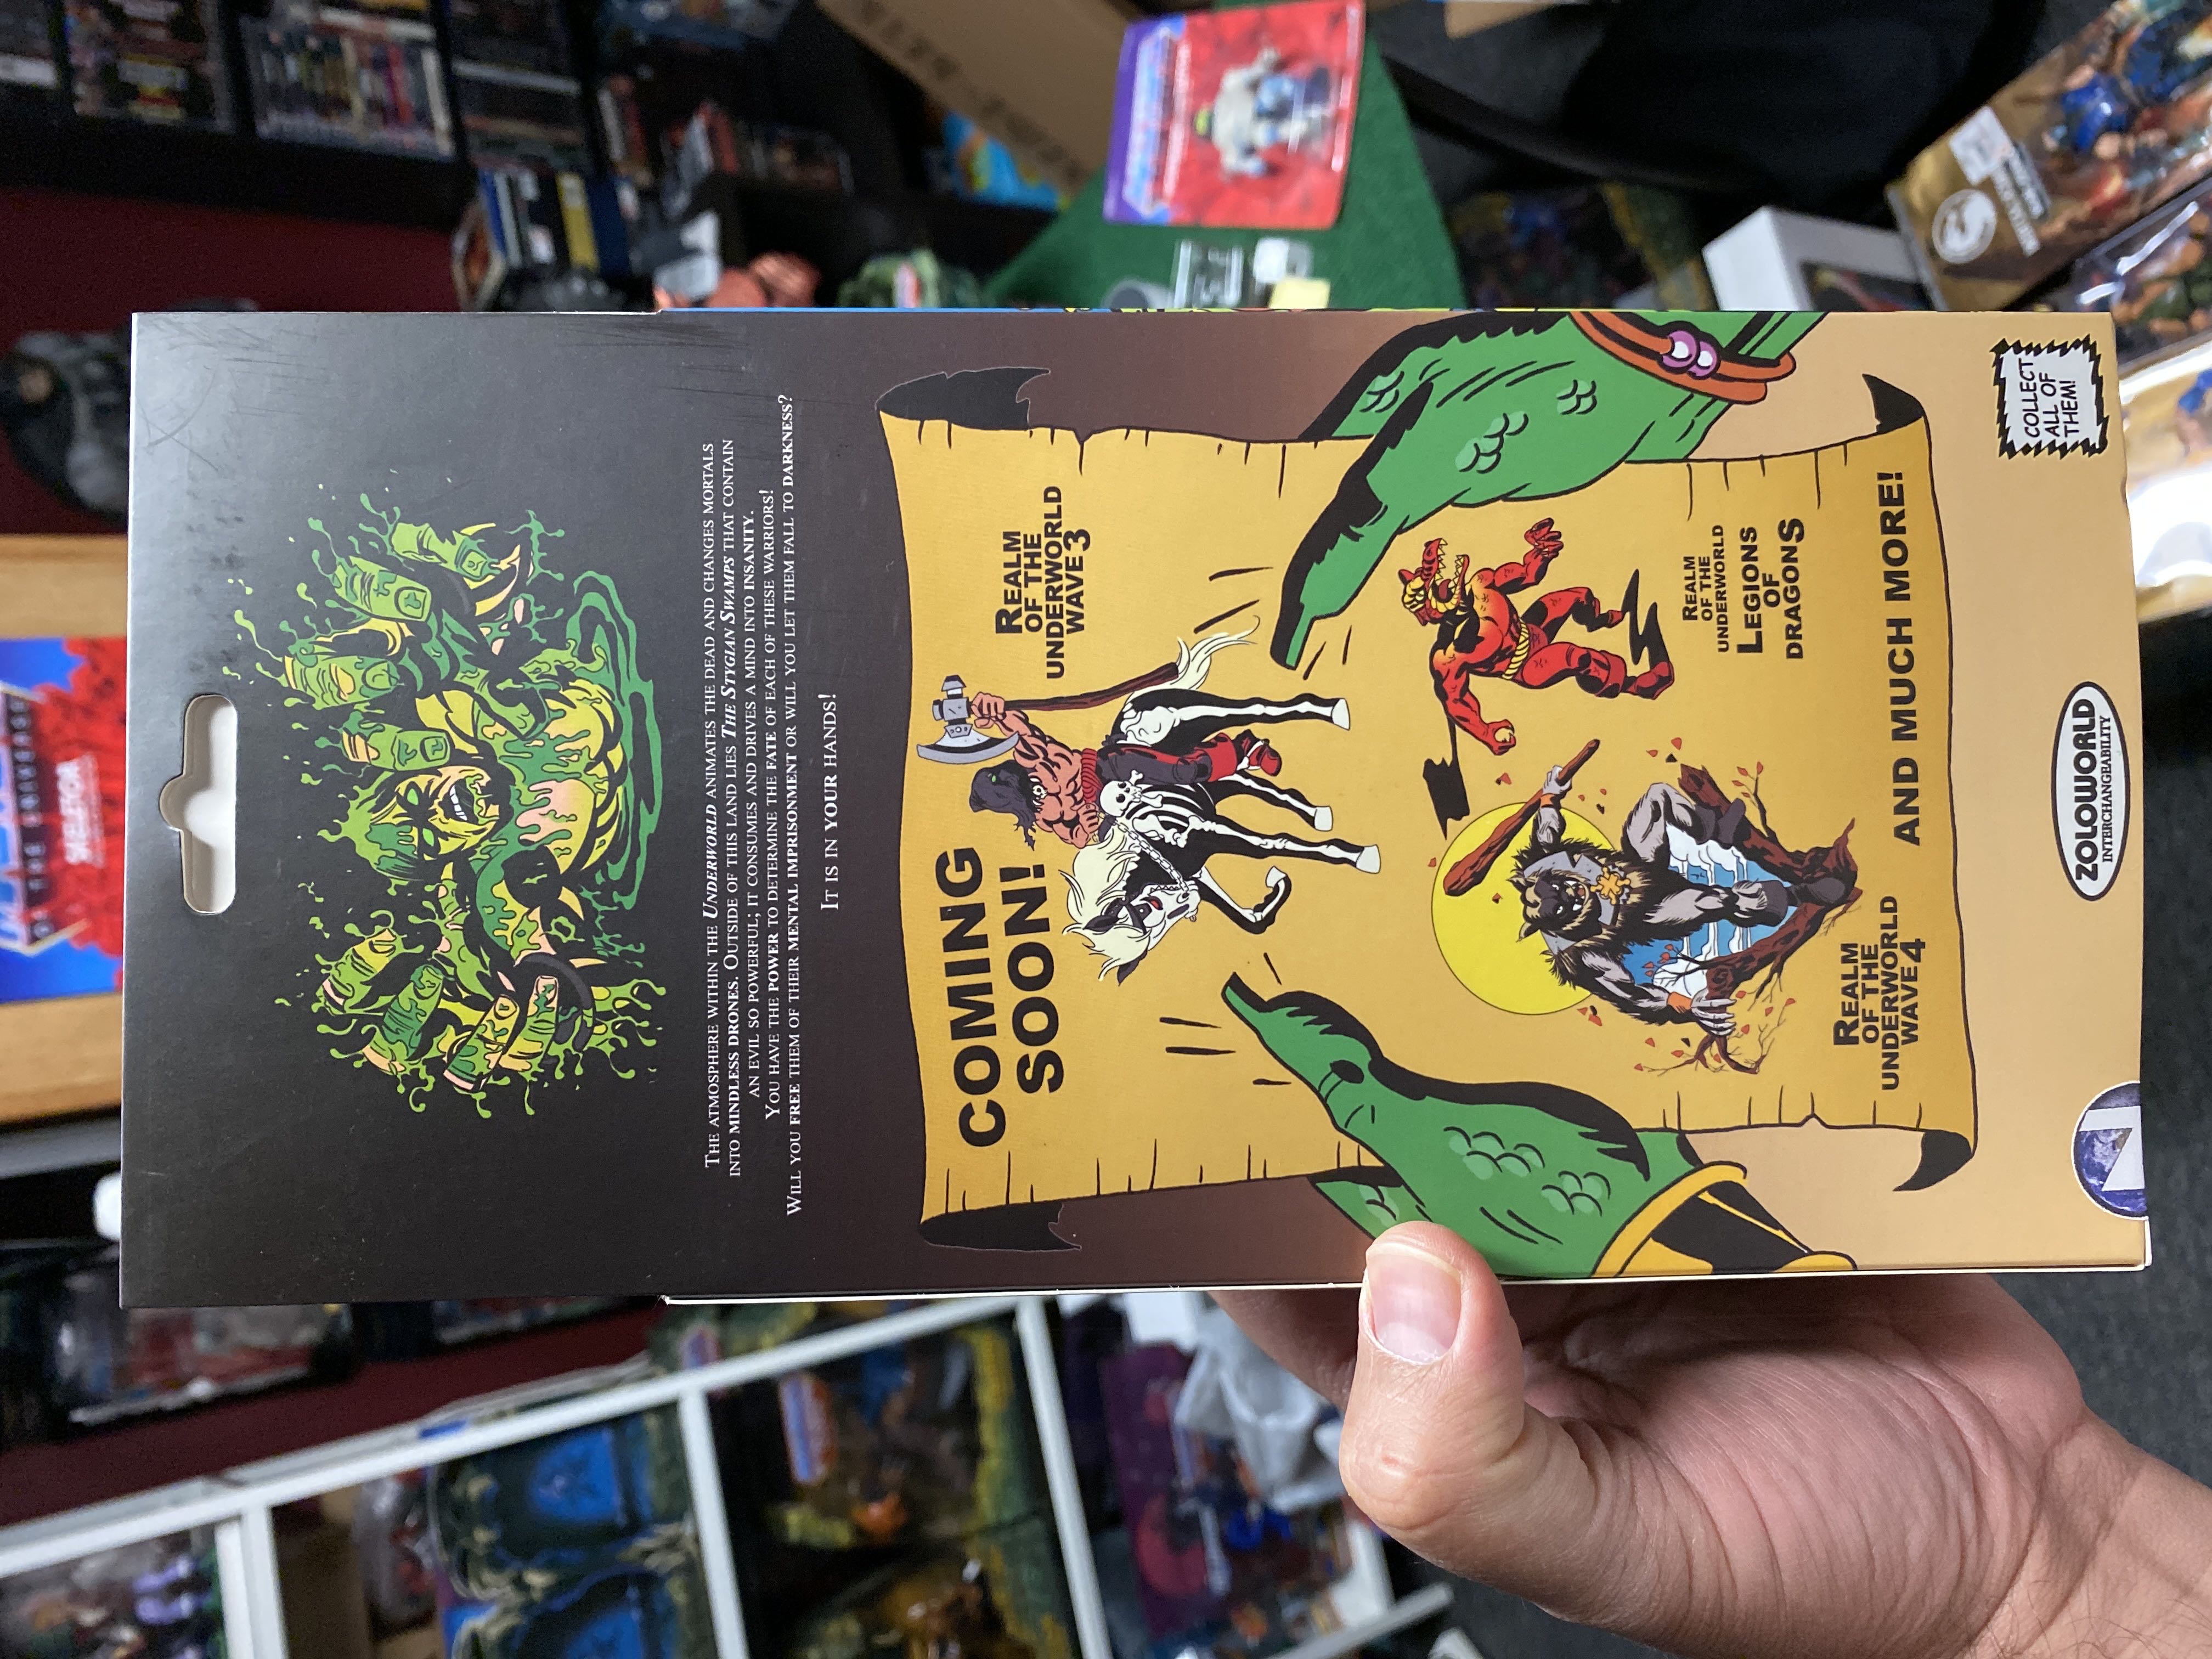 THE ATMOSPHERE WITHIN THE UNDERWORLD ANIMATES THE DEAD AND CHANGES MORTALS
INTO MINDLESS DRONES. OUTSIDE OF THIS LAND LIES THE STYGIAN SWAMPS THAT CONTAIN
AN EVIL SO POWERFUL; IT CONSUMES AND DRIVES A MIND INTO INSANITY.
YOU HAVE THE POWER TO DETERMINE THE FATE OF EACH OF THESE WARRIORS!
WILL YOU FREE THEM OF THEIR MENTAL IMPRISONMENT OR WILL YOU LET THEM FALL TO DARKNESS?
IT IS IN YOUR HANDS!
COMING
SOON!
REALM
OF THE
UNDERWORLD
WAVE 3
REALM
OF THE
UNDERWORLD
LEGIONS
OF
DRAGONS
REALM
OF THE
UNDERWORLD
WAVE 4
AND MUCH MORE!
ZOLOWORLD
INTERCHANGEABILITY
COLLECT
ALL OF
THEM!
OF THE UNIVERSE
SKELETOR